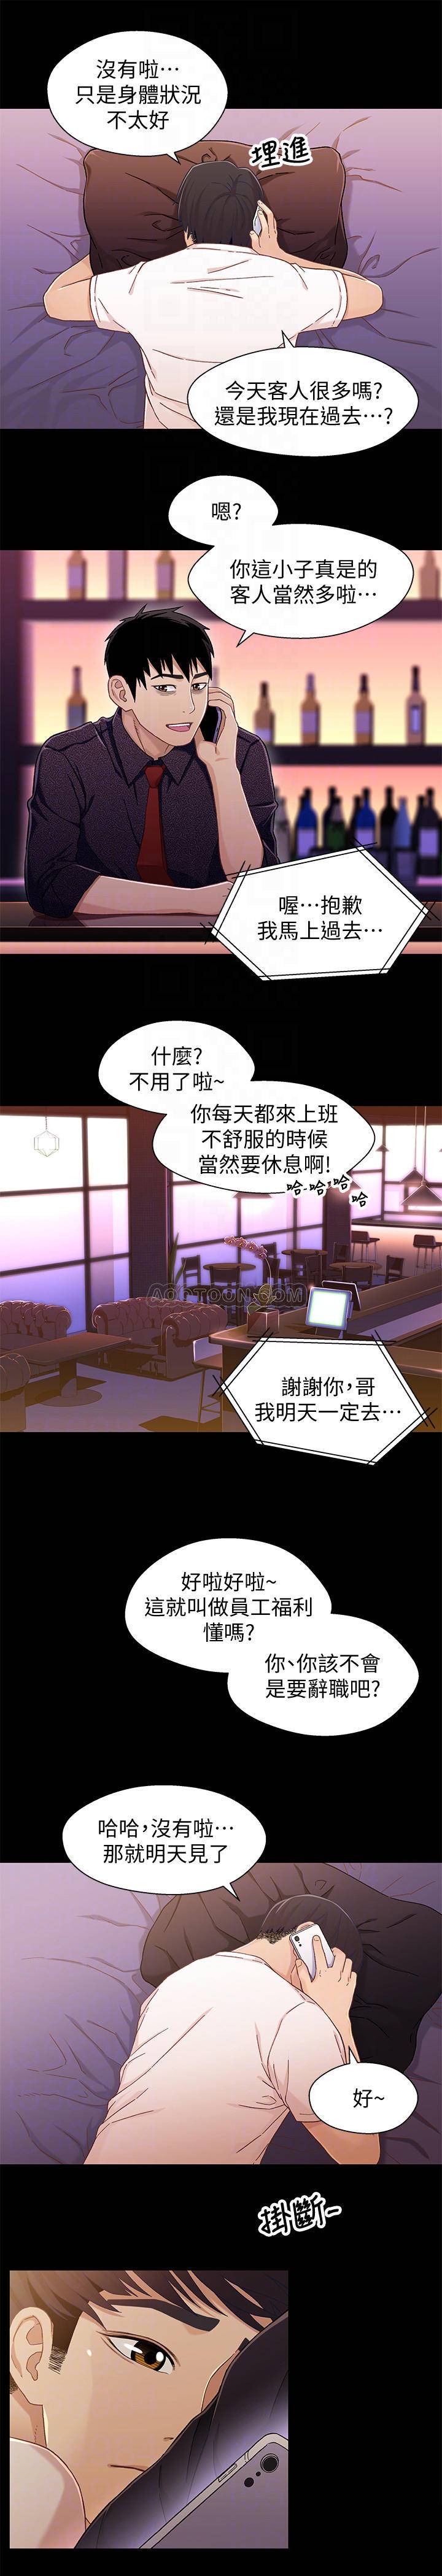 沒有啦⋯
只是身體狀況
不太好
埋進
今天客人很多嗎?
還是我現在過去⋯?
嗯?
你這小子真是的
客人當然多啦⋯
喔⋯抱歉
我馬上過去⋯
什麼?
不用了啦~
你每天都來上班
不舒服的時候
當然要休息啊!
哈-哈-哈
哈
謝謝你,哥
我明天一定去⋯
好啦好啦~
這就叫做員工福利
懂嗎?
你、你該不會
是要辭職吧?
哈哈,沒有啦⋯
那就明天見了
好~
掛斷-